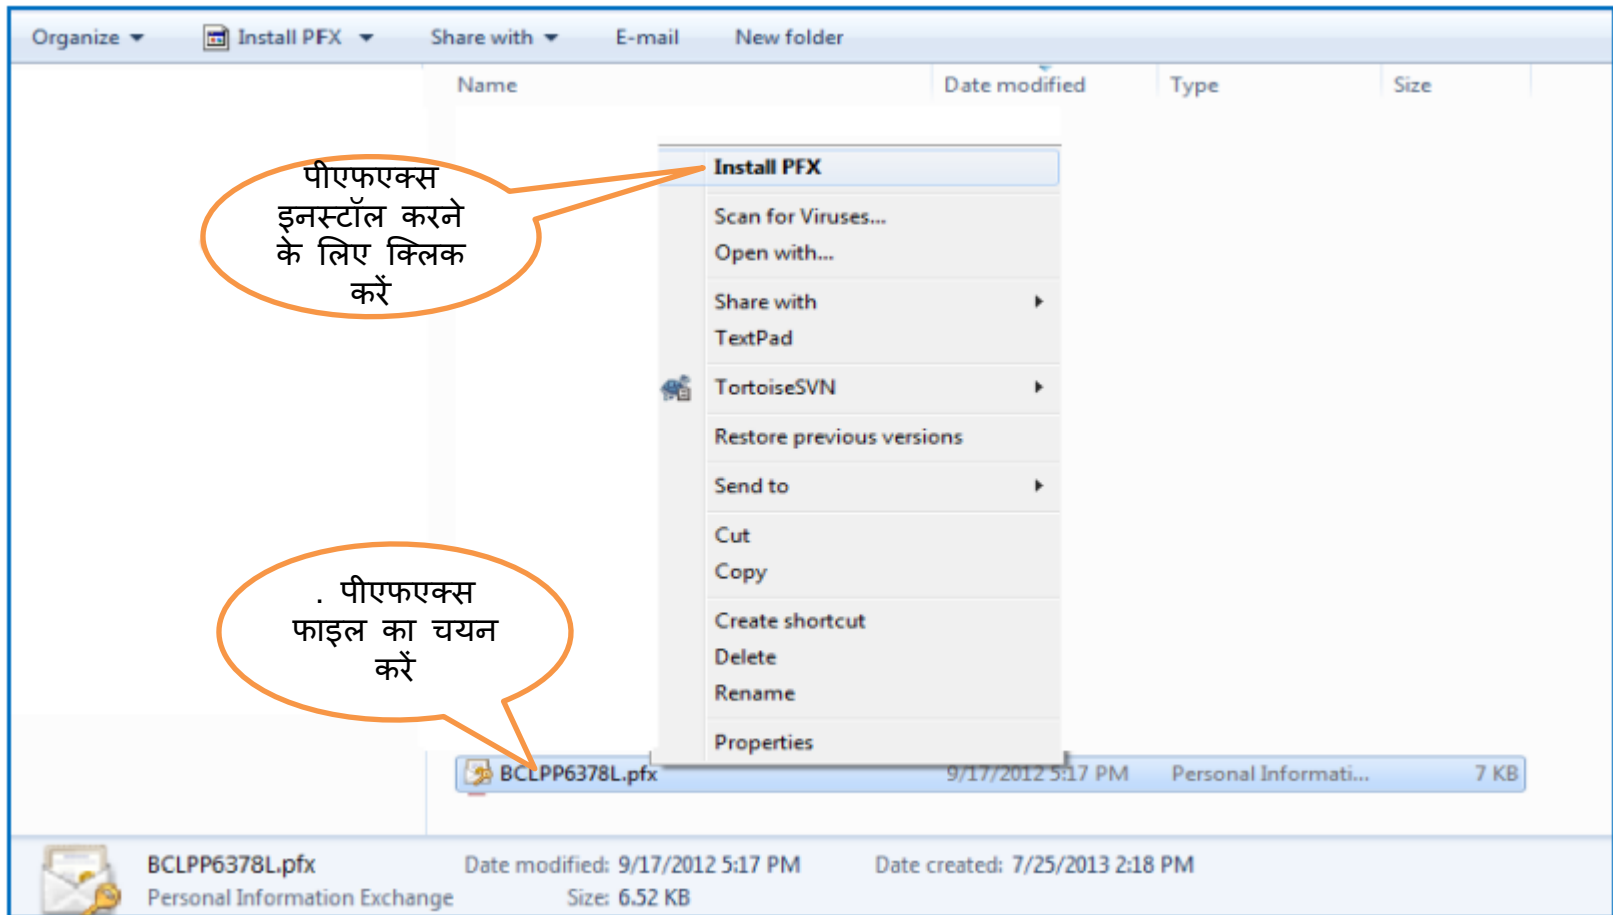 Organize Install PFX Share with E-mail New folder
Name Date modified Type Size
पीएफएक्स
इनस्टॉल करने
के लिए क्लिक
करें
Install PFX
Scan for Viruses...
Open with...
Share with
TextPad
TortoiseSVN
Restore previous versions
Send to
Cut
Copy
Create shortcut
Delete
Rename
Properties
. पीएफएक्स
फाइल का चयन
करें
BCLPP6378L.pfx 9/17/2012 5:17 PM Personal Informati... 7 KB
BCLPP6378L.pfx Date modified: 9/17/2012 5:17 PM Date created: 7/25/2013 2:18 PM
Personal Information Exchange Size: 6.52 KB